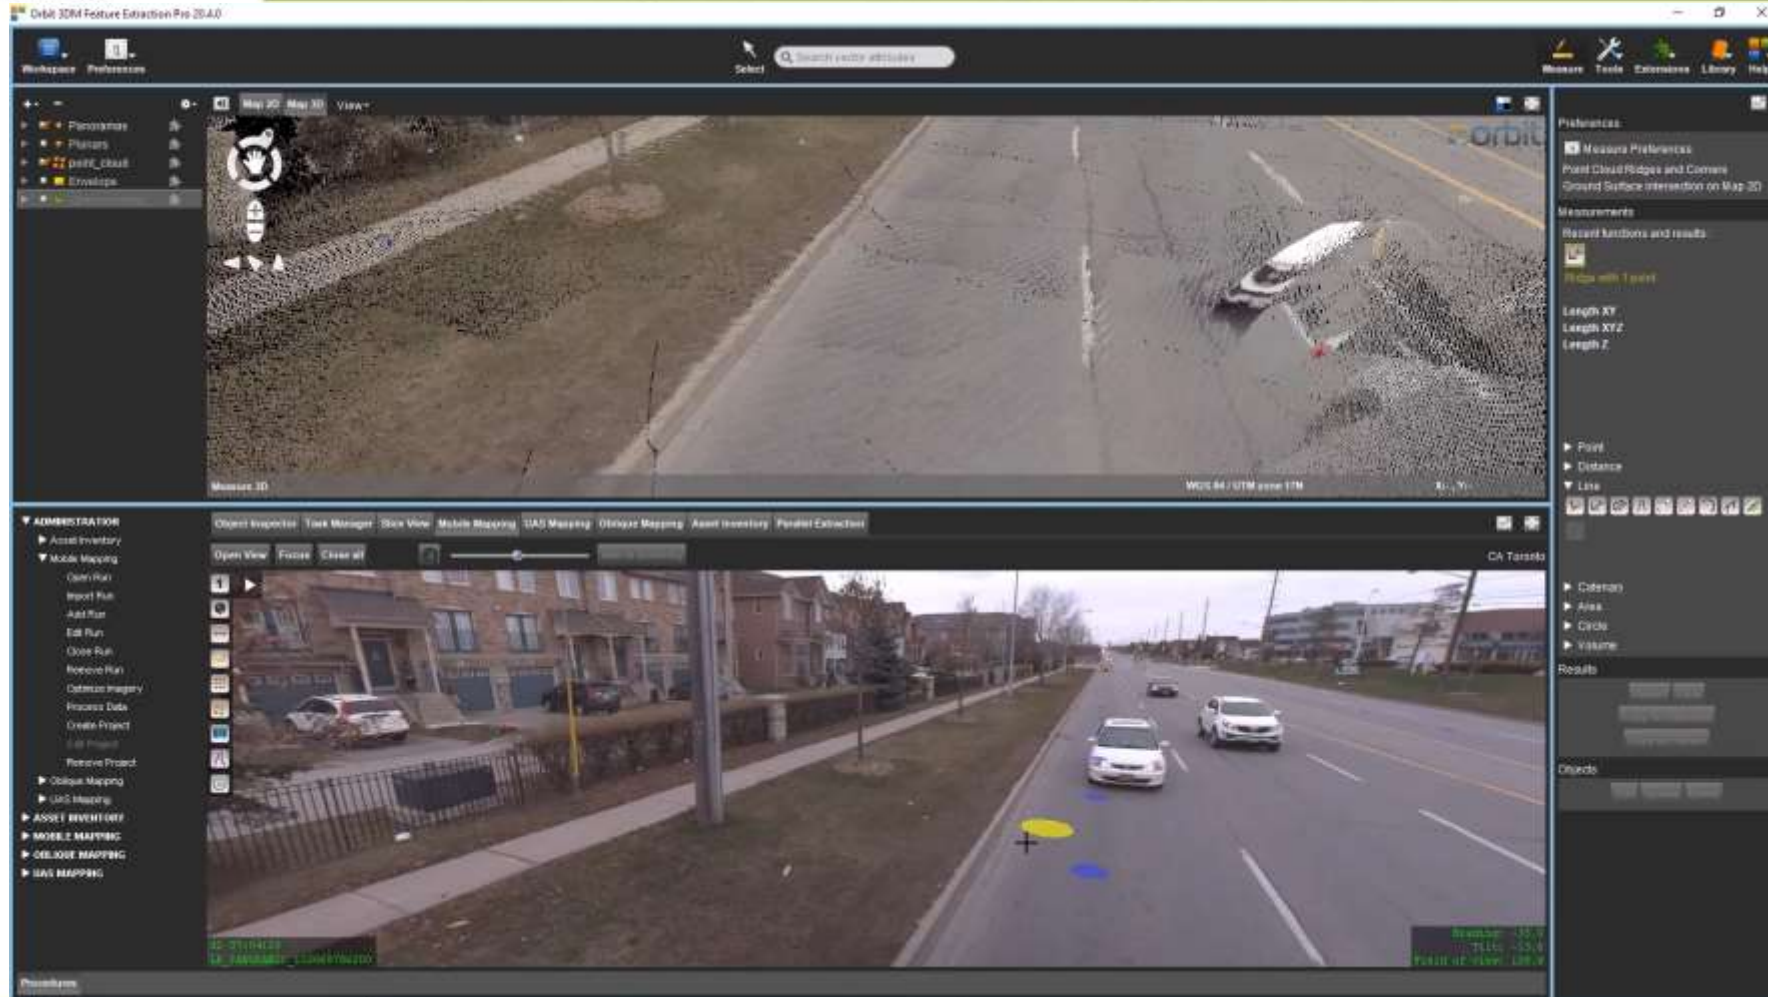 Orbit 3DM Feature Extraction Pro 20.4.0
Workspace
Preferences
Select
Search vector attributes
Measure
Tools
Extensions
Library
Help
Map 2D
Map 3D
View
Panoramas
Planars
point_cloud
Envelope
orbit
Measure 3D
WGS 84 / UTM zone 17N
Preferences
Measure Preferences
Point Cloud Ridges and Corners
Ground Surface intersection on Map 2D
Measurements
Recent functions and results
Ridge with 1 point
Length XY
Length XYZ
Length Z
Point
Distance
Line
Catenary
Area
Circle
Volume
Results
Objects
ADMINISTRATION
Asset Inventory
Mobile Mapping
Open Run
Import Run
Add Run
Edit Run
Close Run
Remove Run
Optimize Imagery
Process Data
Create Project
Edit Project
Remove Project
Oblique Mapping
UAS Mapping
ASSET INVENTORY
MOBILE MAPPING
OBLIQUE MAPPING
UAS MAPPING
Object Inspector
Task Manager
Slice View
Mobile Mapping
UAS Mapping
Oblique Mapping
Asset Inventory
Parallel Extraction
Open View
Focus
Close all
CA Toronto
Procedures